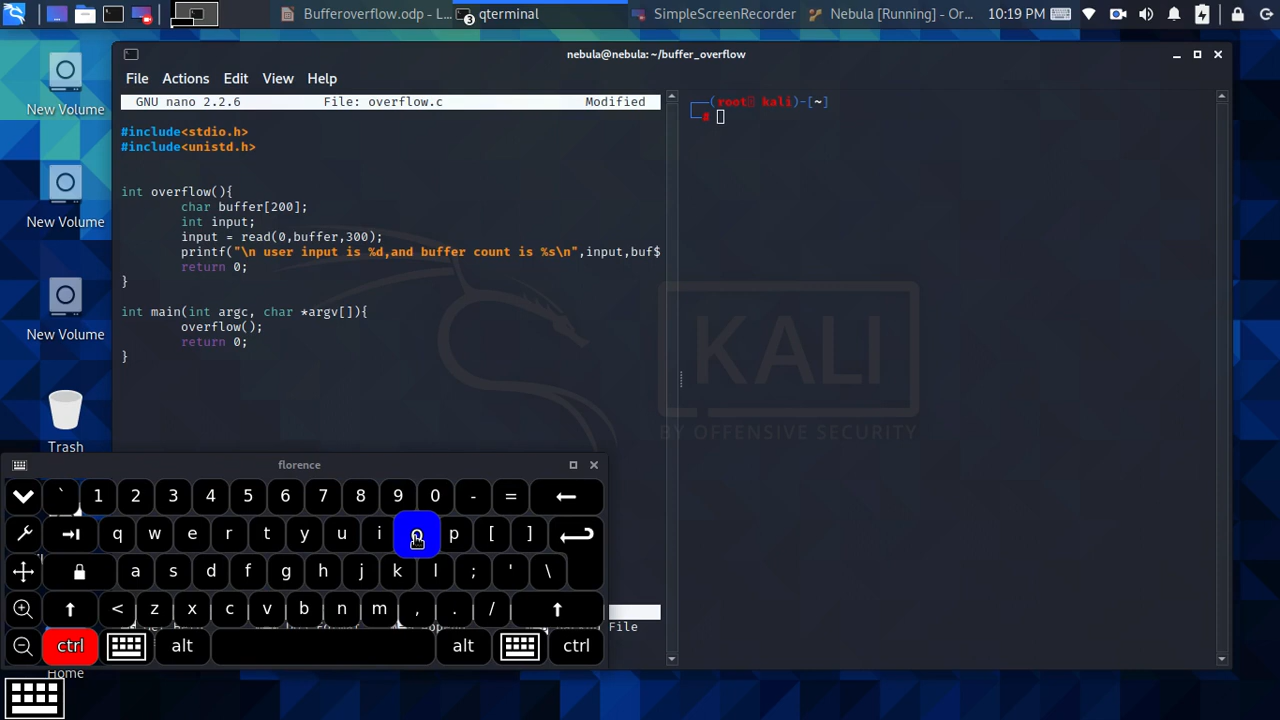 Bufferoverflow.odp - L...
qterminal
3
SimpleScreenRecorder
Nebula [Running] - Or...
10:19 PM
New Volume
New Volume
New Volume
Trash
Home
nebula@nebula: ~/buffer_overflow
File Actions Edit View Help
GNU nano 2.2.6 File: overflow.c Modified
#include<stdio.h>
#include<unistd.h>
int overflow(){
char buffer[200];
int input;
input = read(0,buffer,300);
printf("\n user input is %d,and buffer count is %s\n",input,buf$
return 0;
}
int main(int argc, char *argv[]){
overflow();
return 0;
}
(root kali)-[~]
#
KALI
BY OFFENSIVE SECURITY
File
florence
` 1 2 3 4 5 6 7 8 9 0 - =
q w e r t y u i o p [ ]
a s d f g h j k l ; ' \
< z x c v b n m , . /
ctrl alt alt ctrl